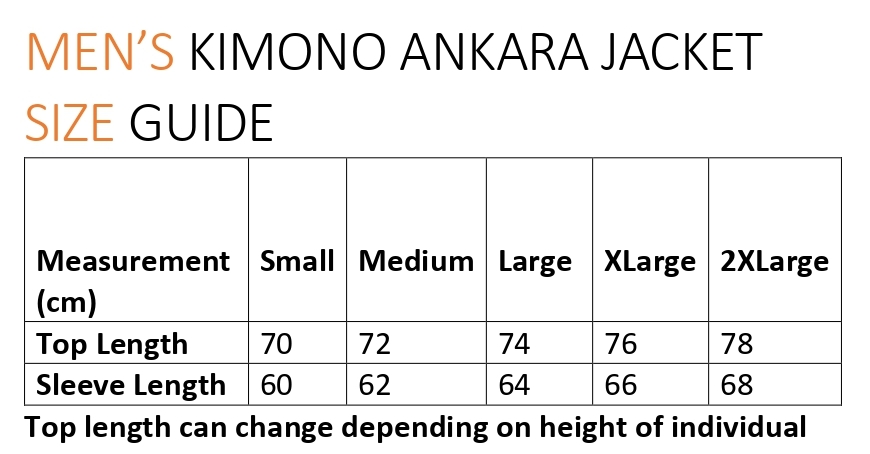 MEN’S KIMONO ANKARA JACKET
SIZE GUIDE
Measurement (cm) Small Medium Large XLarge 2XLarge
Top Length 70 72 74 76 78
Sleeve Length 60 62 64 66 68
Top length can change depending on height of individual